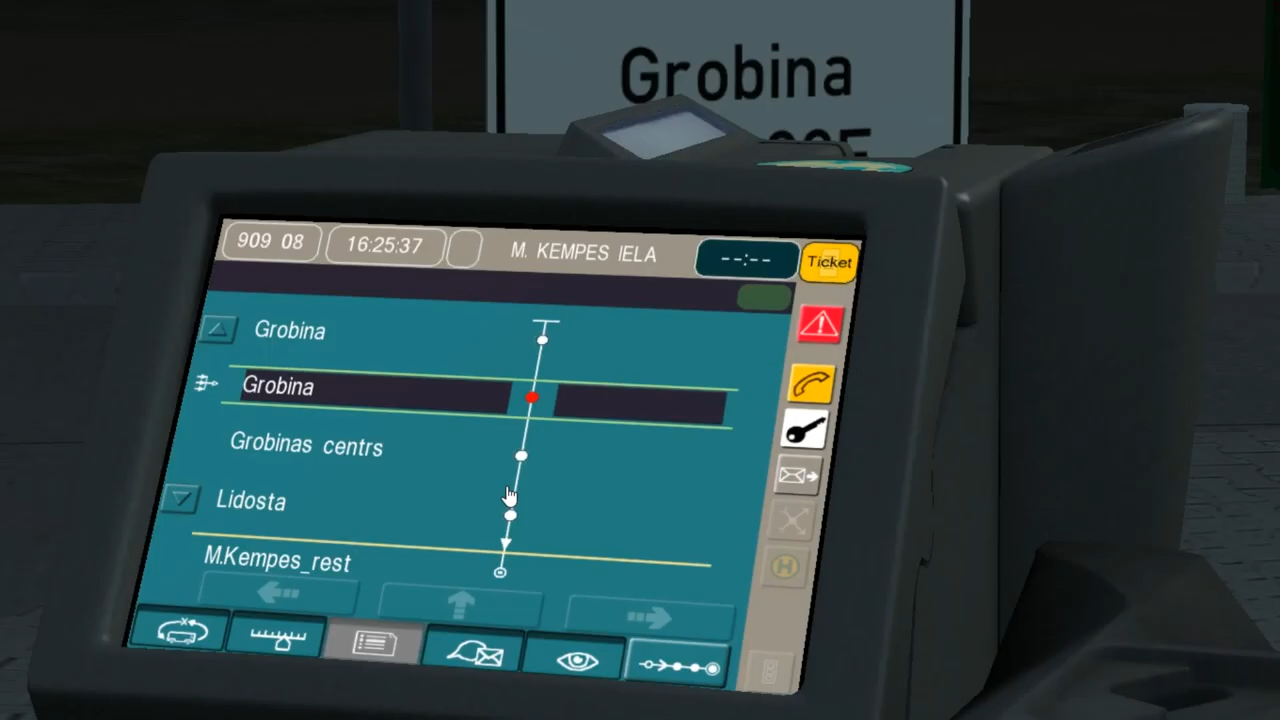 Grobina
909 08
16:25:37
M. KEMPES IELA
--:--
Ticket
Grobina
Grobina
Grobinas centrs
Lidosta
M.Kempes_rest